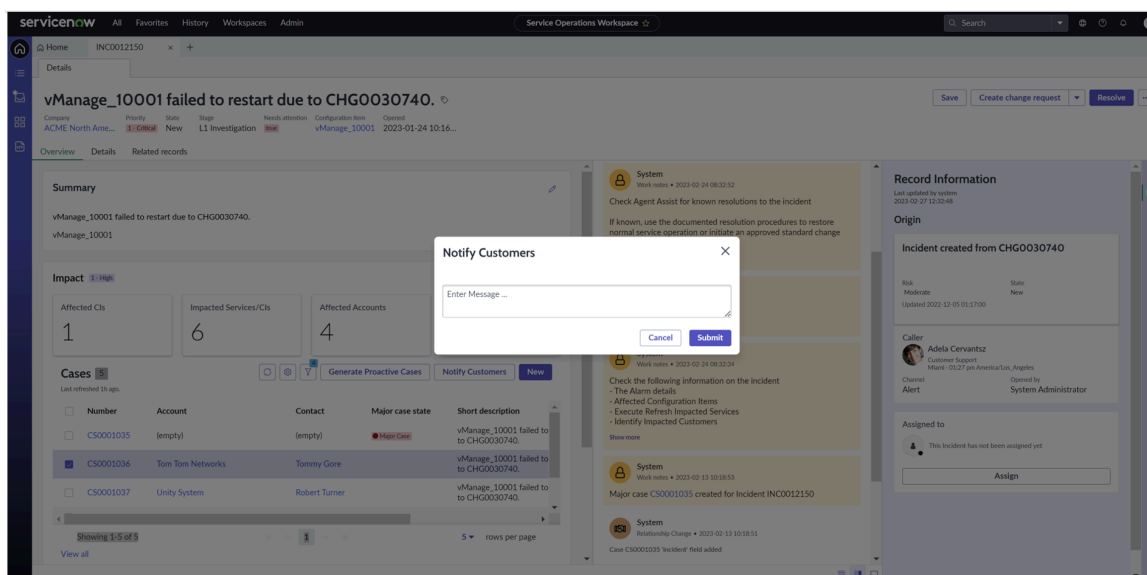 servicenow All Favorites History Workspaces Admin Service Operations Workspace Search
Home INC0012150 × +
Details
vManage_10001 failed to restart due to CHG0030740.
Save Create change request Resolve
Company Priority State Stage Needs attention Configuration item Opened
ACME North Ame... 1 - Critical New L1 Investigation true vManage_10001 2023-01-24 10:16...
Overview Details Related records
Summary
vManage_10001 failed to restart due to CHG0030740.
vManage_10001
Impact 1 - High
Affected CIs Impacted Services/CIs Affected Accounts
1 6 4
Cases 5
Last refreshed 1h ago.
4
Generate Proactive Cases Notify Customers New
Number Account Contact Major case state Short description
CS0001035 (empty) (empty) Major Case vManage_10001 failed to
to CHG0030740.
CS0001036 Tom Tom Networks Tommy Gore vManage_10001 failed to
to CHG0030740.
CS0001037 Unity System Robert Turner vManage_10001 failed to
to CHG0030740.
Showing 1-5 of 5 1 5 rows per page
View all
Notify Customers
Enter Message ...
Cancel Submit
System
Work notes • 2023-02-24 08:32:52
Check Agent Assist for known resolutions to the incident
If known, use the documented resolution procedures to restore
normal service operation or initiate an approved standard change
Work notes • 2023-02-24 08:32:34
Check the following information on the incident
- The Alarm details
- Affected Configuration Items
- Execute Refresh Impacted Services
- Identify Impacted Customers
Show more
System
Work notes • 2023-02-13 10:18:53
Major case CS0001035 created for Incident INC0012150
System
Relationship Change • 2023-02-13 10:18:51
Case CS0001035 'Incident' field added
Record Information
Last updated by system
2023-02-27 12:32:48
Origin
Incident created from CHG0030740
Risk State
Moderate New
Updated 2022-12-05 01:17:00
Caller
Adela Cervantsz
Customer Support
Miami • 01:27 pm America/Los_Angeles
Channel Opened by
Alert System Administrator
Assigned to
This Incident has not been assigned yet
Assign